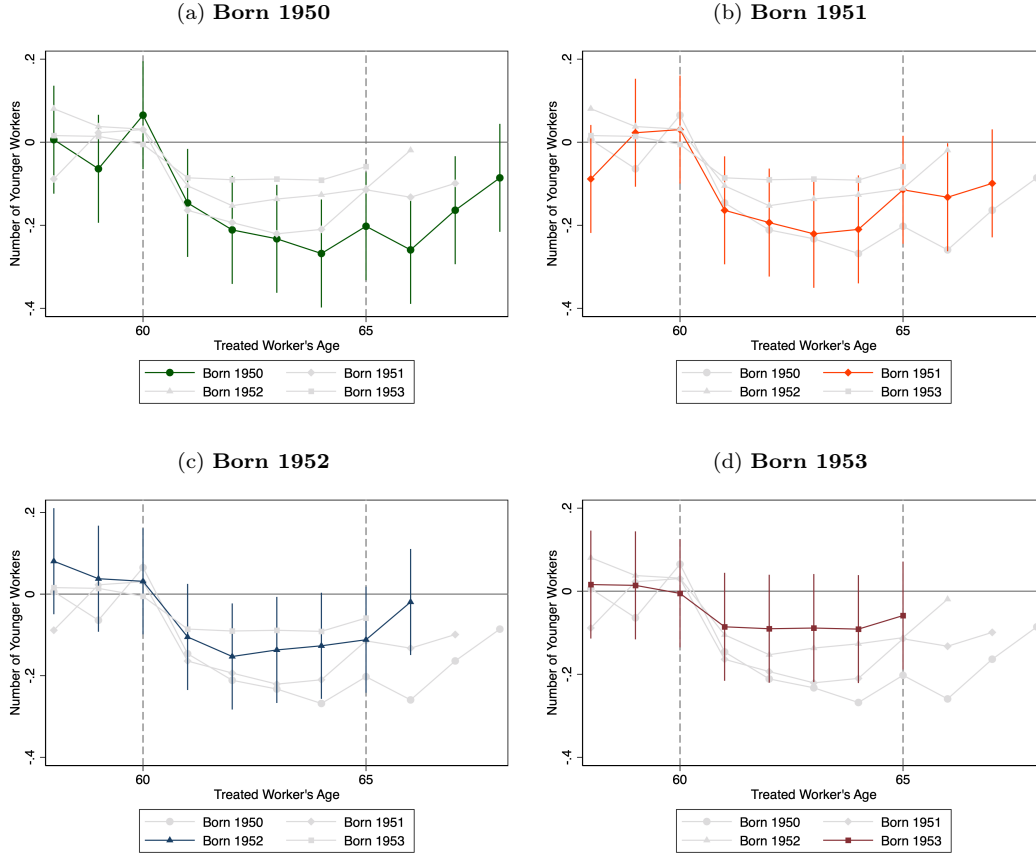 (a) Born 1950
.2
0
-.2
-.4
Number of Younger Workers
60
65
Treated Worker's Age
Born 1950
Born 1951
Born 1952
Born 1953
(b) Born 1951
.2
0
-.2
-.4
Number of Younger Workers
60
65
Treated Worker's Age
Born 1950
Born 1951
Born 1952
Born 1953
(c) Born 1952
.2
0
-.2
-.4
Number of Younger Workers
60
65
Treated Worker's Age
Born 1950
Born 1951
Born 1952
Born 1953
(d) Born 1953
.2
0
-.2
-.4
Number of Younger Workers
60
65
Treated Worker's Age
Born 1950
Born 1951
Born 1952
Born 1953